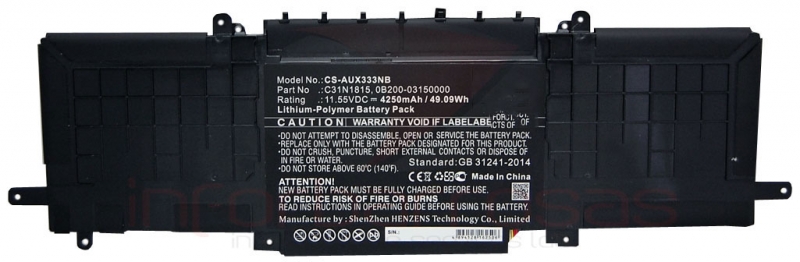 Model No.: CS-AUX333NB
Part No : C31N1815, 0B200-03150000
Rating : 11.55VDC 4250mAh / 49.09Wh
Lithium-Polymer Battery Pack
CAUTION: WARRANTY VOID IF LABEL
•DO NOT ATTEMPT TO DISASSEMBLE, OPEN OR SERVICE BATTERY PACK.
•REPLACE ONLY WITH THE BATTERY PACK DESIGNATED FOR THIS PRODUCT.
•DO NOT CRUSH, PUNCTURE, SHORT EXTERNAL CONTACTS OR DISPOSE OF
IN FIRE OR WATER.
•DO NOT STORE ABOVE 60°C (140°F). Standard: GB 31241-2014
ATTENTION: Made In China
NEW BATTERY PACK MUST BE FULLY CHARGED BEFORE USE
TO REDUCE RISK OF FIRE OR BURNS
READ INSTRUCTIONS ON BATTERY OPERATION BEFORE USING
Manufacture by : ShenZhen HENZENS Technology Co., Limited
S/N.: